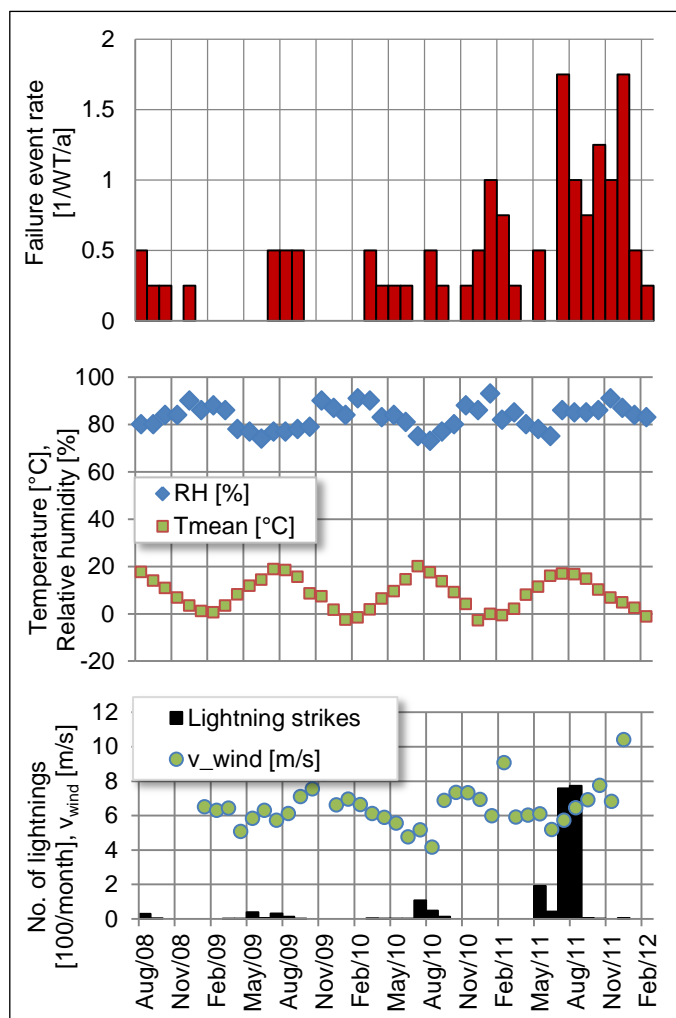 Failure event rate
[1/WT/a]
2
1.5
1
0.5
0
Temperature [°C],
Relative humidity [%]
100
80
60
40
20
0
-20
RH [%]
Tmean [°C]
No. of lightnings
[100/month], v_wind [m/s]
12
10
8
6
4
2
0
Lightning strikes
v_wind [m/s]
Aug/08
Nov/08
Feb/09
May/09
Aug/09
Nov/09
Feb/10
May/10
Aug/10
Nov/10
Feb/11
May/11
Aug/11
Nov/11
Feb/12